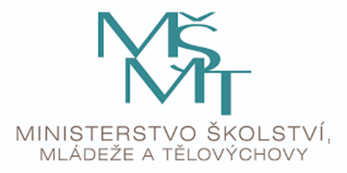 MŠ
MT
MINISTERSTVO ŠKOLSTVÍ,
MLÁDEŽE A TĚLOVÝCHOVY